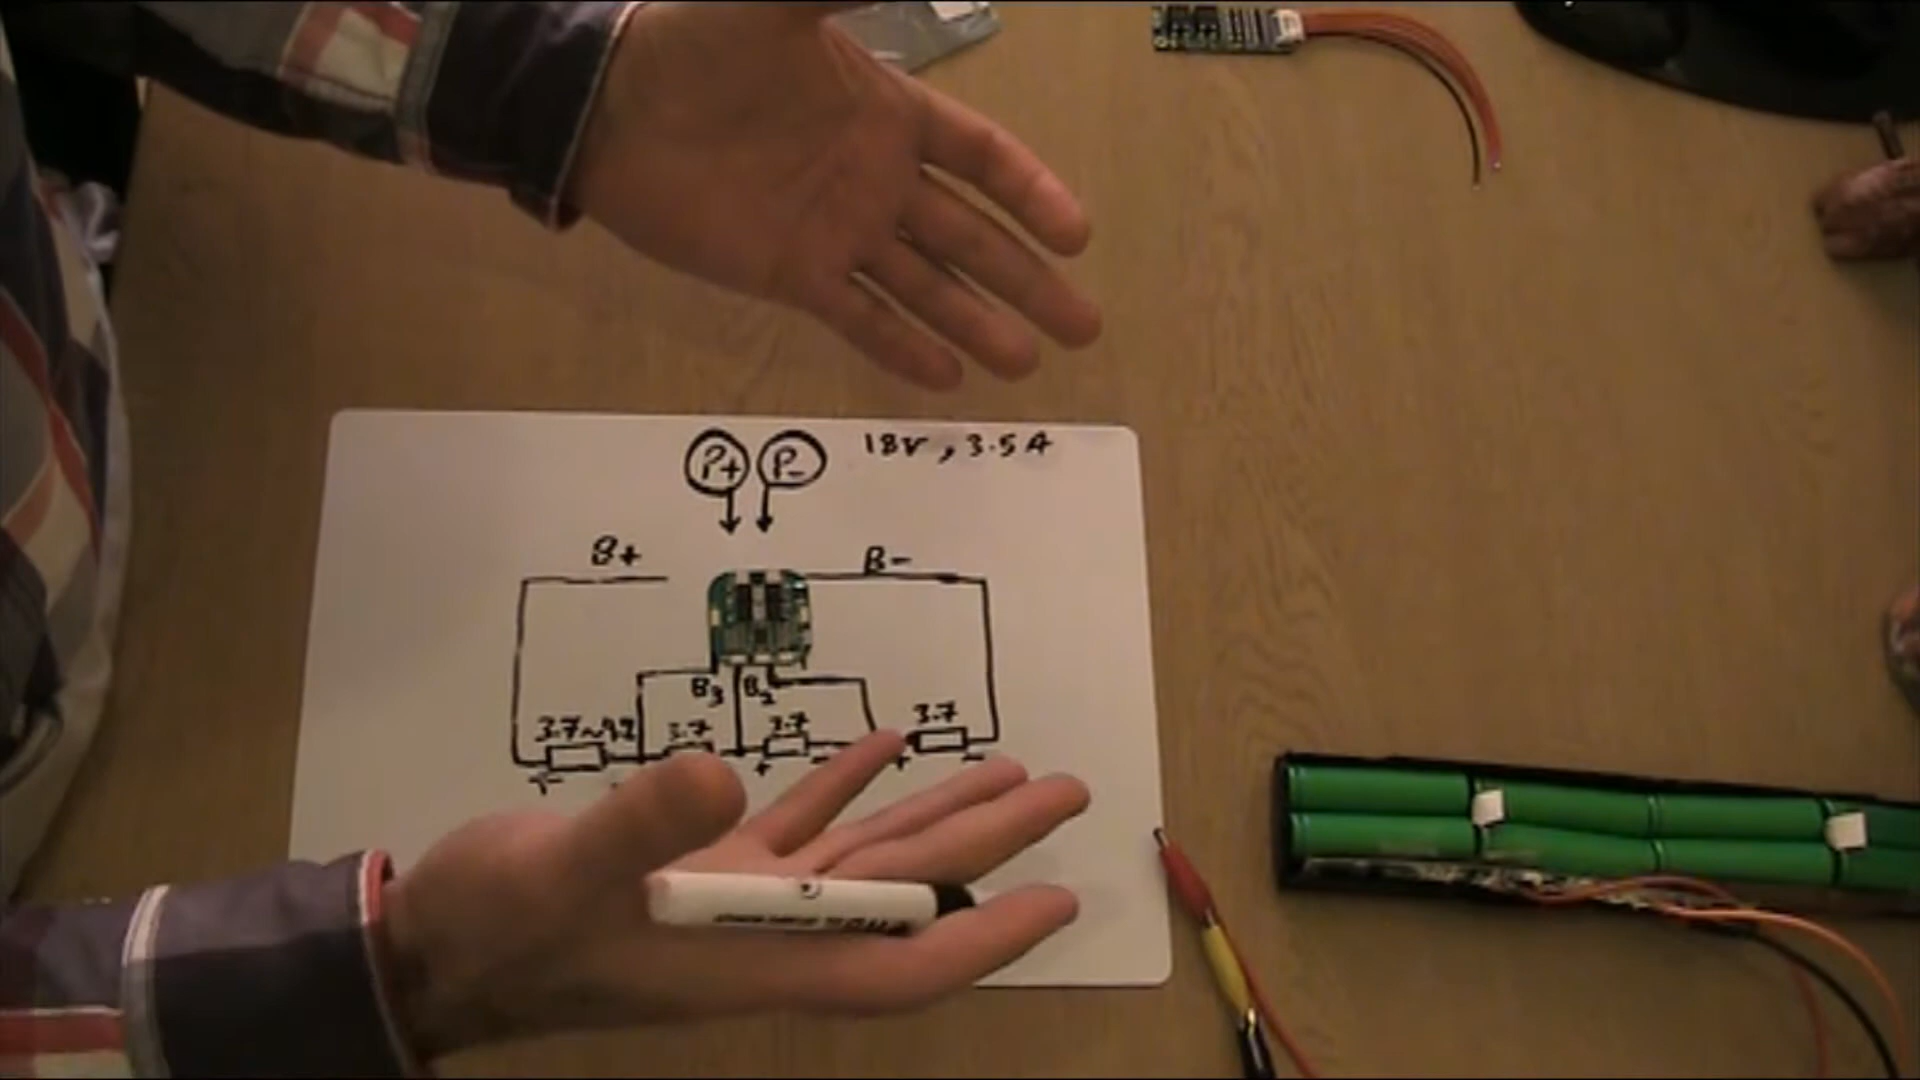 P+ P- 18V, 3.5A
B+ B-
B3 B2
3.7~4.2 3.7 3.7 3.7
+ - + -